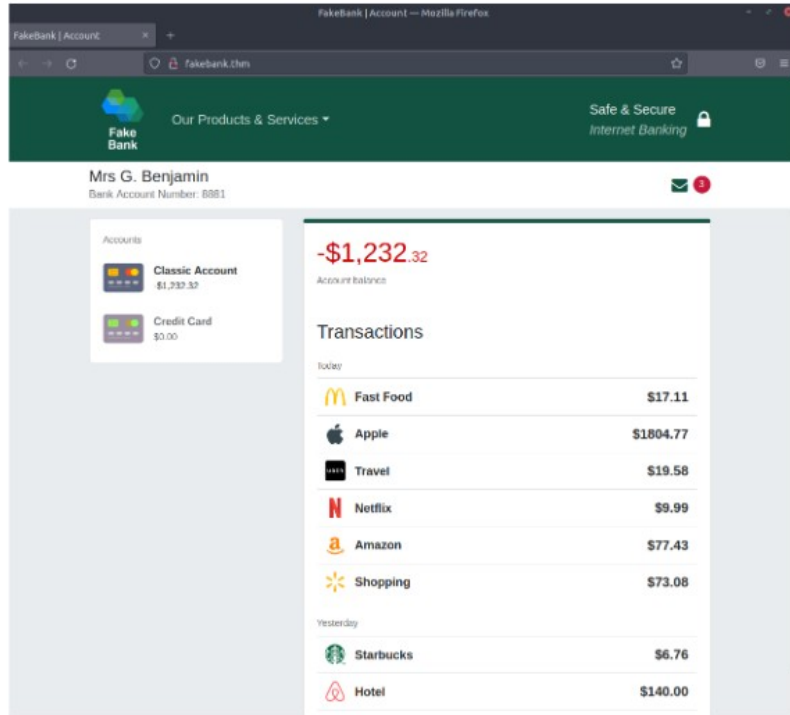 FakeBank | Account — Mozilla Firefox
FakeBank | Account
fakebank.thm
Fake
Bank
Our Products & Services
Safe & Secure
Internet Banking
Mrs G. Benjamin
Bank Account Number: 8881
3
Accounts
Classic Account
-$1,232.32
Credit Card
$0.00
-$1,232.32
Account balance
Transactions
Today
Fast Food $17.11
Apple $1804.77
UBER Travel $19.58
Netflix $9.99
Amazon $77.43
Shopping $73.08
Yesterday
Starbucks $6.76
Hotel $140.00